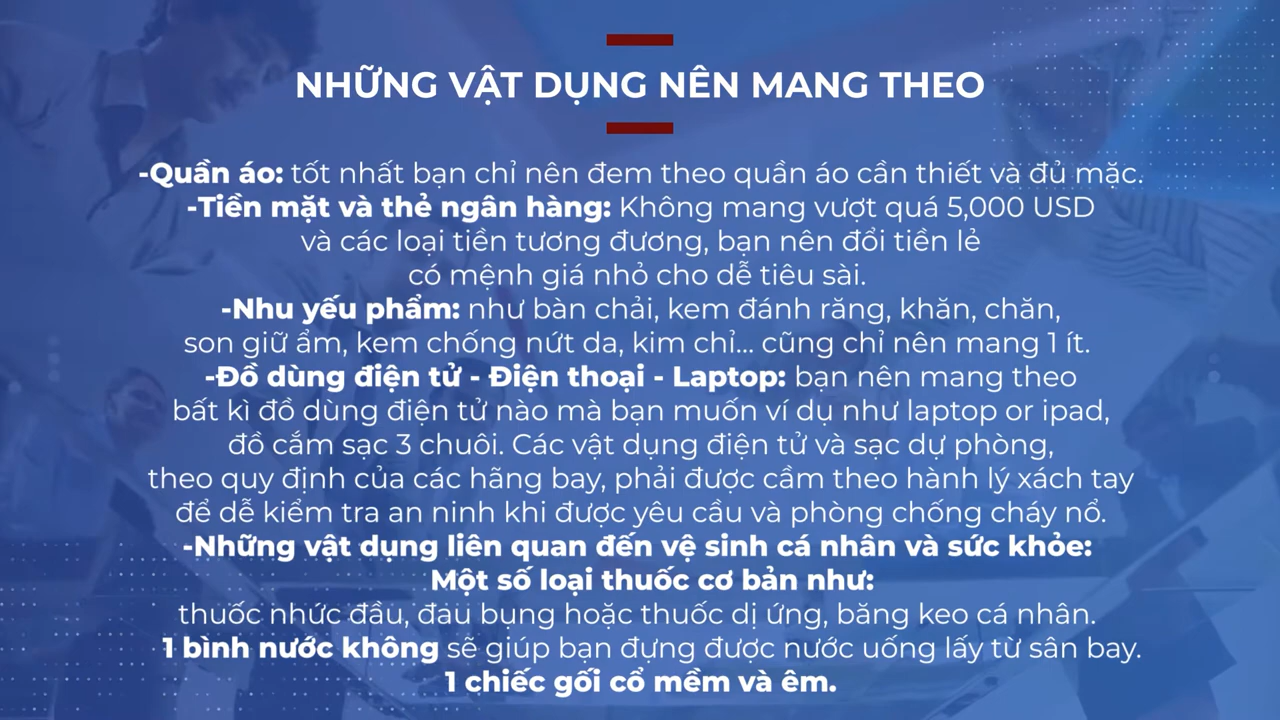 NHỮNG VẬT DỤNG NÊN MANG THEO
-Quần áo: tốt nhất bạn chỉ nên đem theo quần áo cần thiết và đủ mặc.
-Tiền mặt và thẻ ngân hàng: Không mang vượt quá 5,000 USD
và các loại tiền tương đương, bạn nên đổi tiền lẻ
có mệnh giá nhỏ cho dễ tiêu sài.
-Nhu yếu phẩm: như bàn chải, kem đánh răng, khăn, chăn,
son giữ ẩm, kem chống nứt da, kim chỉ... cũng chỉ nên mang 1 ít.
-Đồ dùng điện tử - Điện thoại - Laptop: bạn nên mang theo
bất kì đồ dùng điện tử nào mà bạn muốn ví dụ như laptop or ipad,
đồ cắm sạc 3 chuôi. Các vật dụng điện tử và sạc dự phòng,
theo quy định của các hãng bay, phải được cầm theo hành lý xách tay
để dễ kiểm tra an ninh khi được yêu cầu và phòng chống cháy nổ.
-Những vật dụng liên quan đến vệ sinh cá nhân và sức khỏe:
Một số loại thuốc cơ bản như:
thuốc nhức đầu, đau bụng hoặc thuốc dị ứng, băng keo cá nhân.
1 bình nước không sẽ giúp bạn đựng được nước uống lấy từ sân bay.
1 chiếc gối cổ mềm và êm.